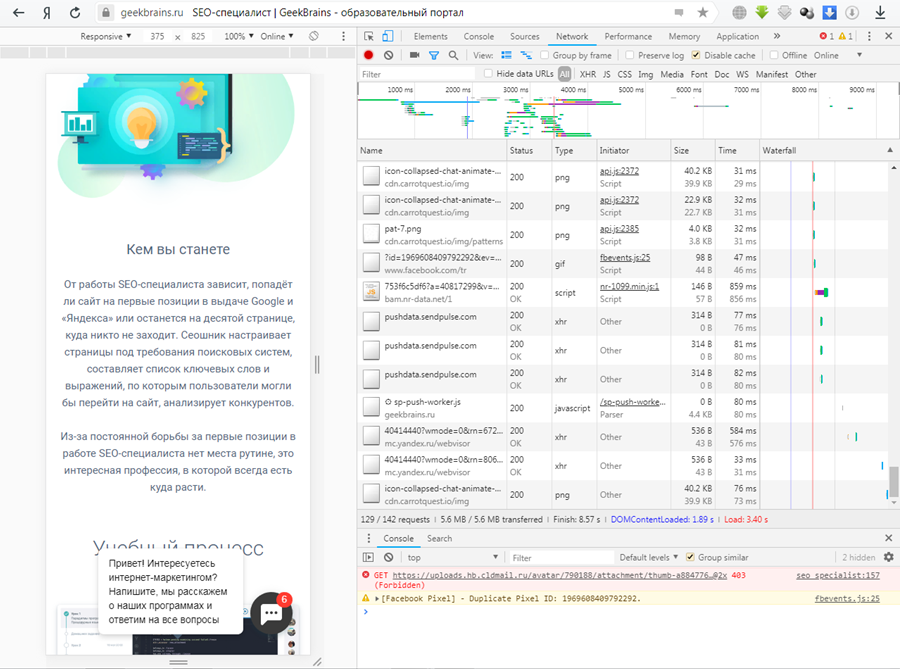 geekbrains.ru SEO-специалист | GeekBrains - образовательный портал
Responsive ▼ 375 x 825 100% ▼ Online ▼
Elements Console Sources Network Performance Memory Application » 1 1
View: Group by frame Preserve log Disable cache Offline Online ▼
Filter Hide data URLs All XHR JS CSS Img Media Font Doc WS Manifest Other
1000 ms 2000 ms 3000 ms 4000 ms 5000 ms 6000 ms 7000 ms 8000 ms 9000 ms
Name Status Type Initiator Size Time Waterfall
icon-collapsed-chat-animate-... 200 png api.js:2372 40.2 KB 31 ms
cdn.carrotquest.io/img Script 39.9 KB 29 ms
icon-collapsed-chat-animate-... 200 png api.js:2372 22.9 KB 32 ms
cdn.carrotquest.io/img Script 22.7 KB 31 ms
pat-7.png 200 png api.js:2385 4.0 KB 32 ms
cdn.carrotquest.io/img/patterns Script 3.8 KB 31 ms
?id=1969608409792292&ev=... 200 gif fbevents.js:25 98 B 47 ms
www.facebook.com/tr Script 44 B 46 ms
753f6c5df6?a=40817299&v=... 200 script nr-1099.min.js:1 146 B 859 ms
bam.nr-data.net/1 OK Script 57 B 856 ms
pushdata.sendpulse.com 200 xhr Other 314 B 77 ms
OK 0 B 76 ms
pushdata.sendpulse.com 200 xhr Other 314 B 81 ms
OK 0 B 80 ms
pushdata.sendpulse.com 200 xhr Other 314 B 82 ms
OK 0 B 80 ms
sp-push-worker.js 200 javascript /sp-push-worke... 0 B 80 ms
geekbrains.ru Parser 4.4 KB 80 ms
40414440?wmode=0&rn=672... 200 xhr Other 536 B 584 ms
mc.yandex.ru/webvisor OK 43 B 576 ms
40414440?wmode=0&rn=806... 200 xhr Other 536 B 33 ms
mc.yandex.ru/webvisor OK 43 B 31 ms
icon-collapsed-chat-animate-... 200 png Other 40.2 KB 76 ms
cdn.carrotquest.io/img 39.9 KB 73 ms
129 / 142 requests | 5.6 MB / 5.6 MB transferred | Finish: 8.57 s | DOMContentLoaded: 1.89 s | Load: 3.40 s
Console Search
top ▼ Filter Default levels ▼ Group similar 2 hidden
GET https://uploads.hb.cldmail.ru/avatar/790188/attachment/thumb-a884776…@2x 403 seo specialist:157
(Forbidden)
[Facebook Pixel] - Duplicate Pixel ID: 1969608409792292. fbevents.js:25
Кем вы станете
От работы SEO-специалиста зависит, попадёт
ли сайт на первые позиции в выдаче Google и
«Яндекса» или останется на десятой странице,
куда никто не заходит. Сеошник настраивает
страницы под требования поисковых систем,
составляет список ключевых слов и
выражений, по которым пользователи могли
бы перейти на сайт, анализирует конкурентов.
Из-за постоянной борьбы за первые позиции в
работе SEO-специалиста нет места рутине, это
интересная профессия, в которой всегда есть
куда расти.
Учебный процесс
Привет! Интересуетесь
интернет-маркетингом?
Напишите, мы расскажем
о наших программах и
ответим на все вопросы
6